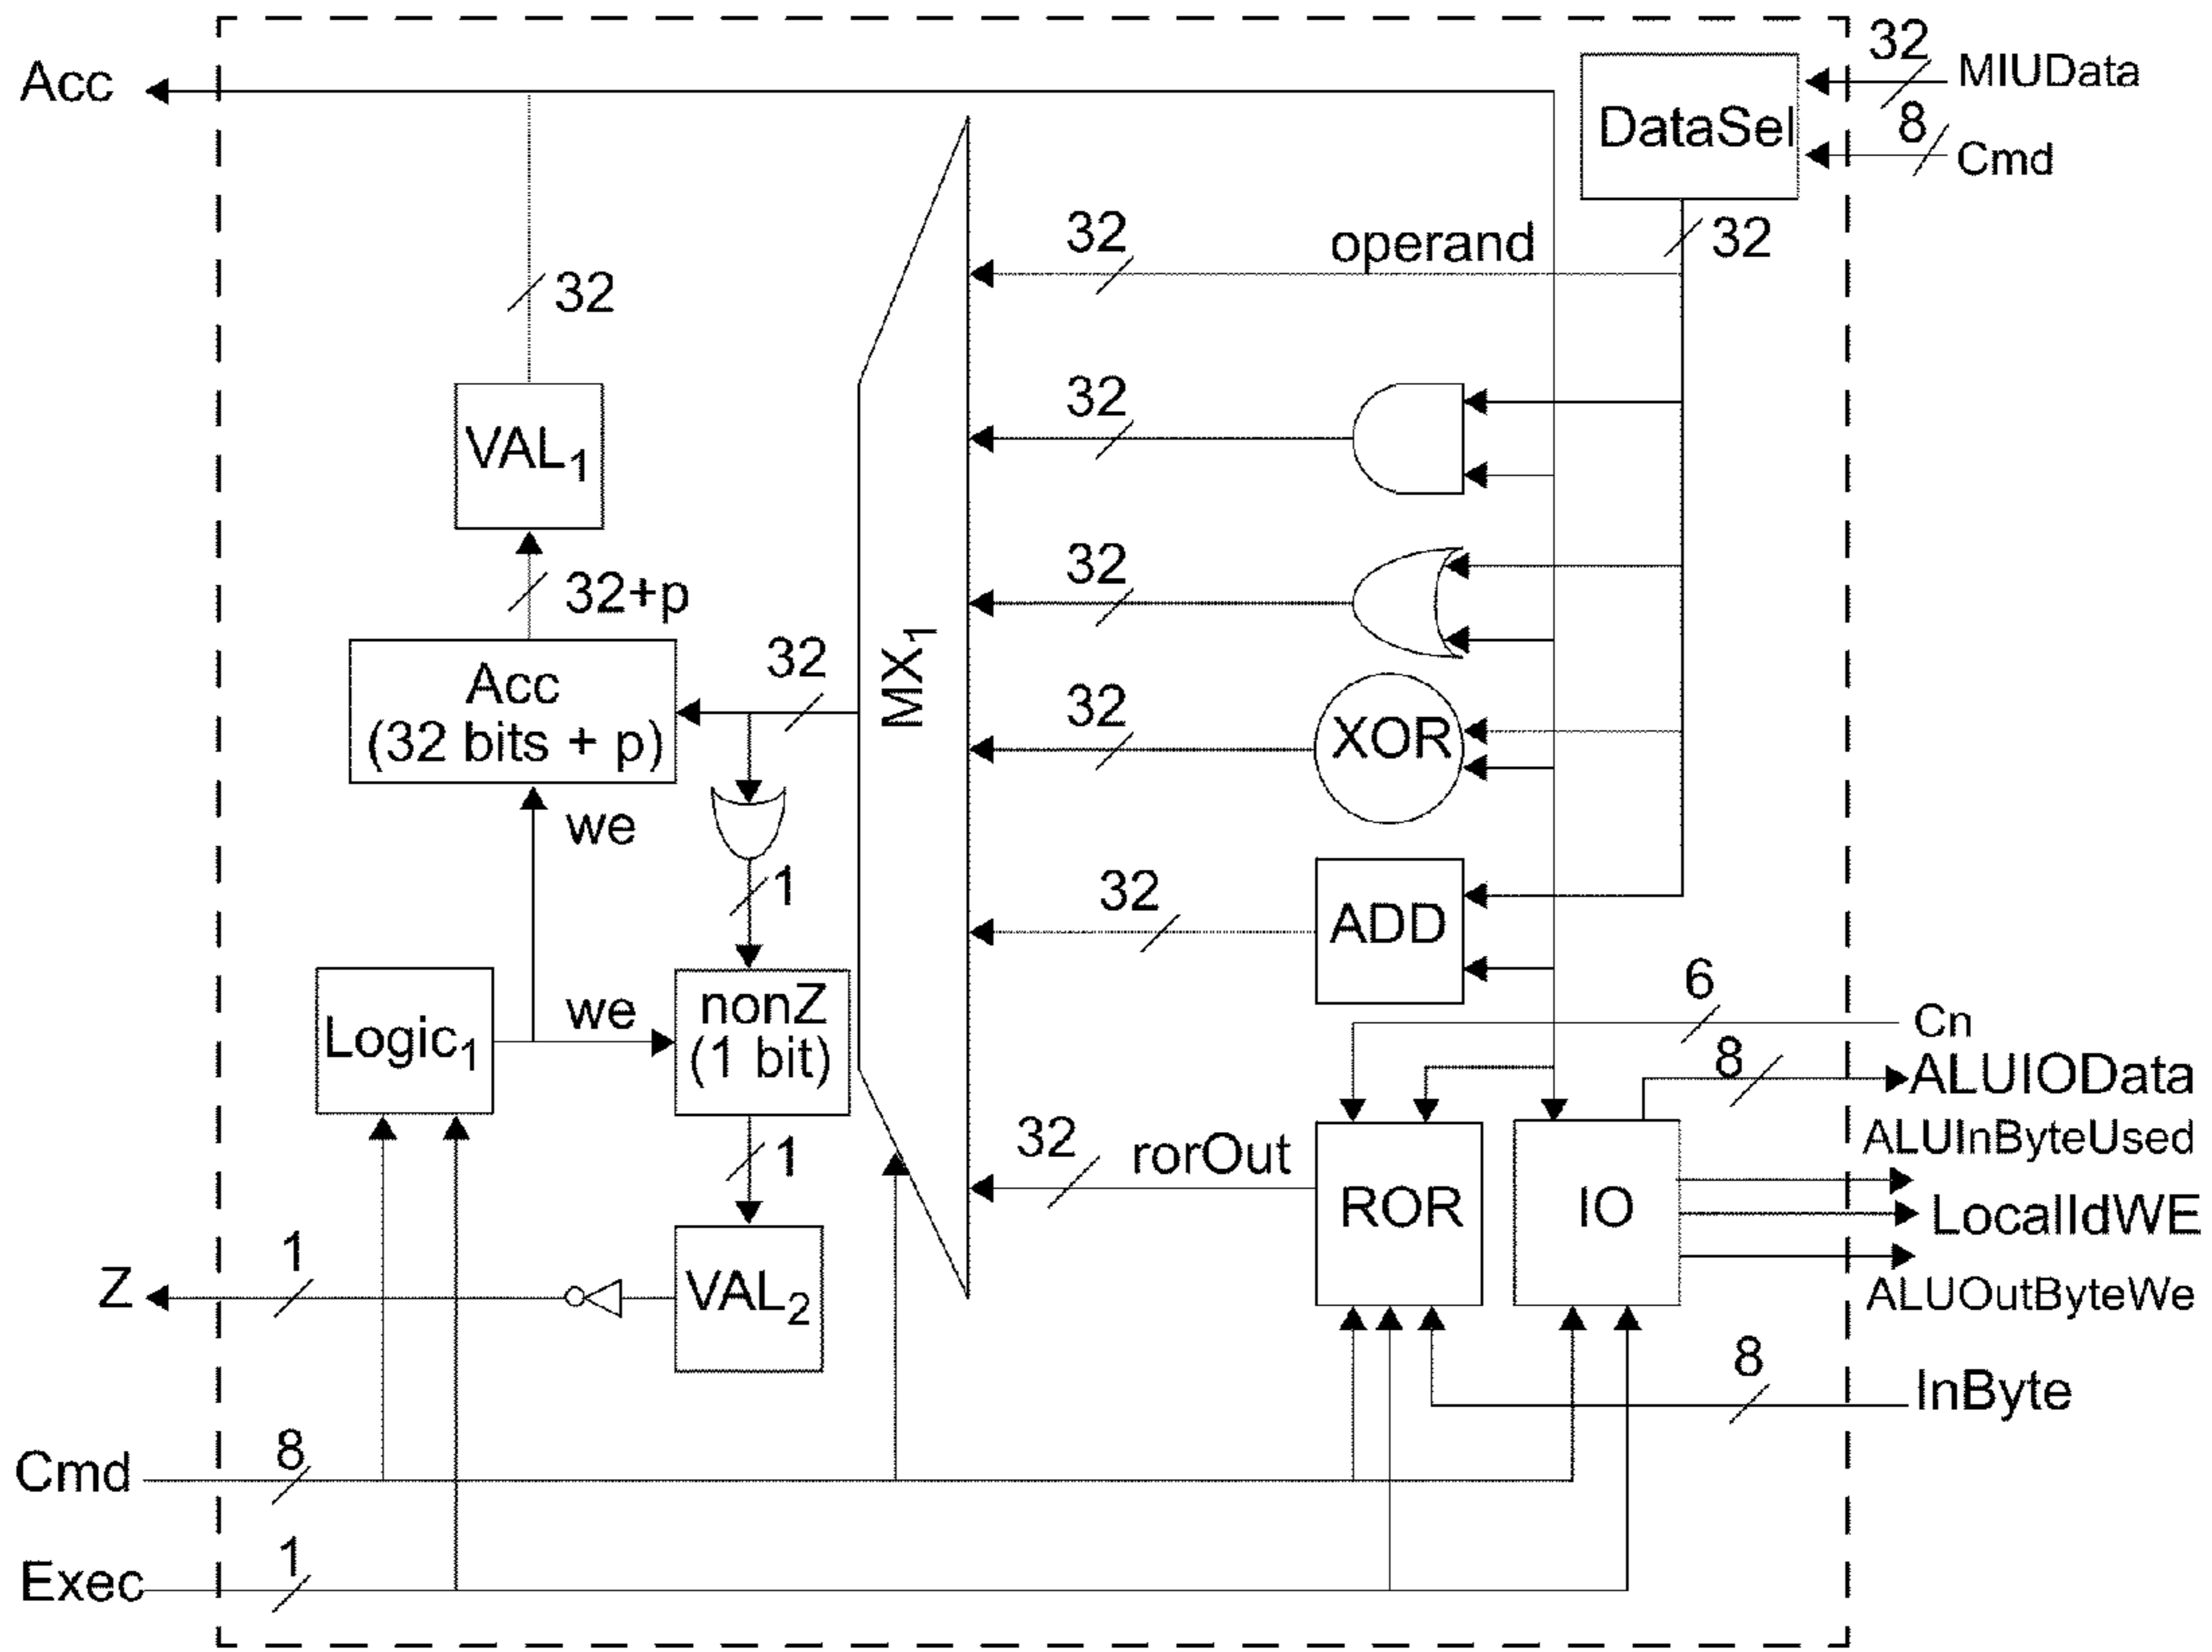 Acc
32
MIUData
DataSel
8
Cmd
32
operand
32
32
VAL1
32
32+p
32
Acc
(32 bits + p)
32
MX1
32
XOR
we
1
32
ADD
Logic1
we
nonZ
(1 bit)
6
Cn
8
ALUIOData
ALUInByteUsed
1
32
rorOut
ROR
IO
LocalIdWE
Z
1
VAL2
ALUOutByteWe
8
InByte
Cmd
8
Exec
1